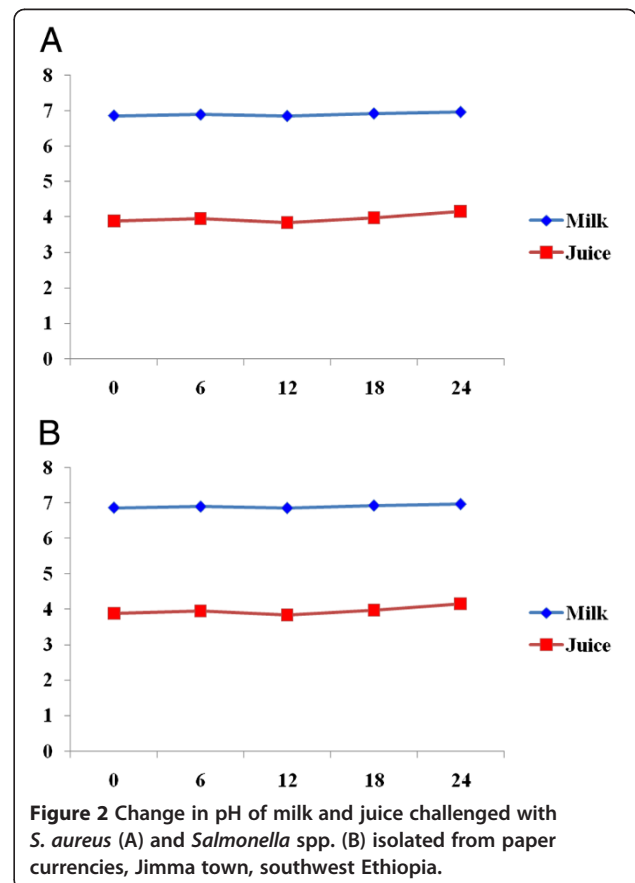 A
8
7
6
5
4
3
2
1
0
0 6 12 18 24
Milk
Juice
B
8
7
6
5
4
3
2
1
0
0 6 12 18 24
Milk
Juice
Figure 2 Change in pH of milk and juice challenged with
S. aureus (A) and Salmonella spp. (B) isolated from paper
currencies, Jimma town, southwest Ethiopia.